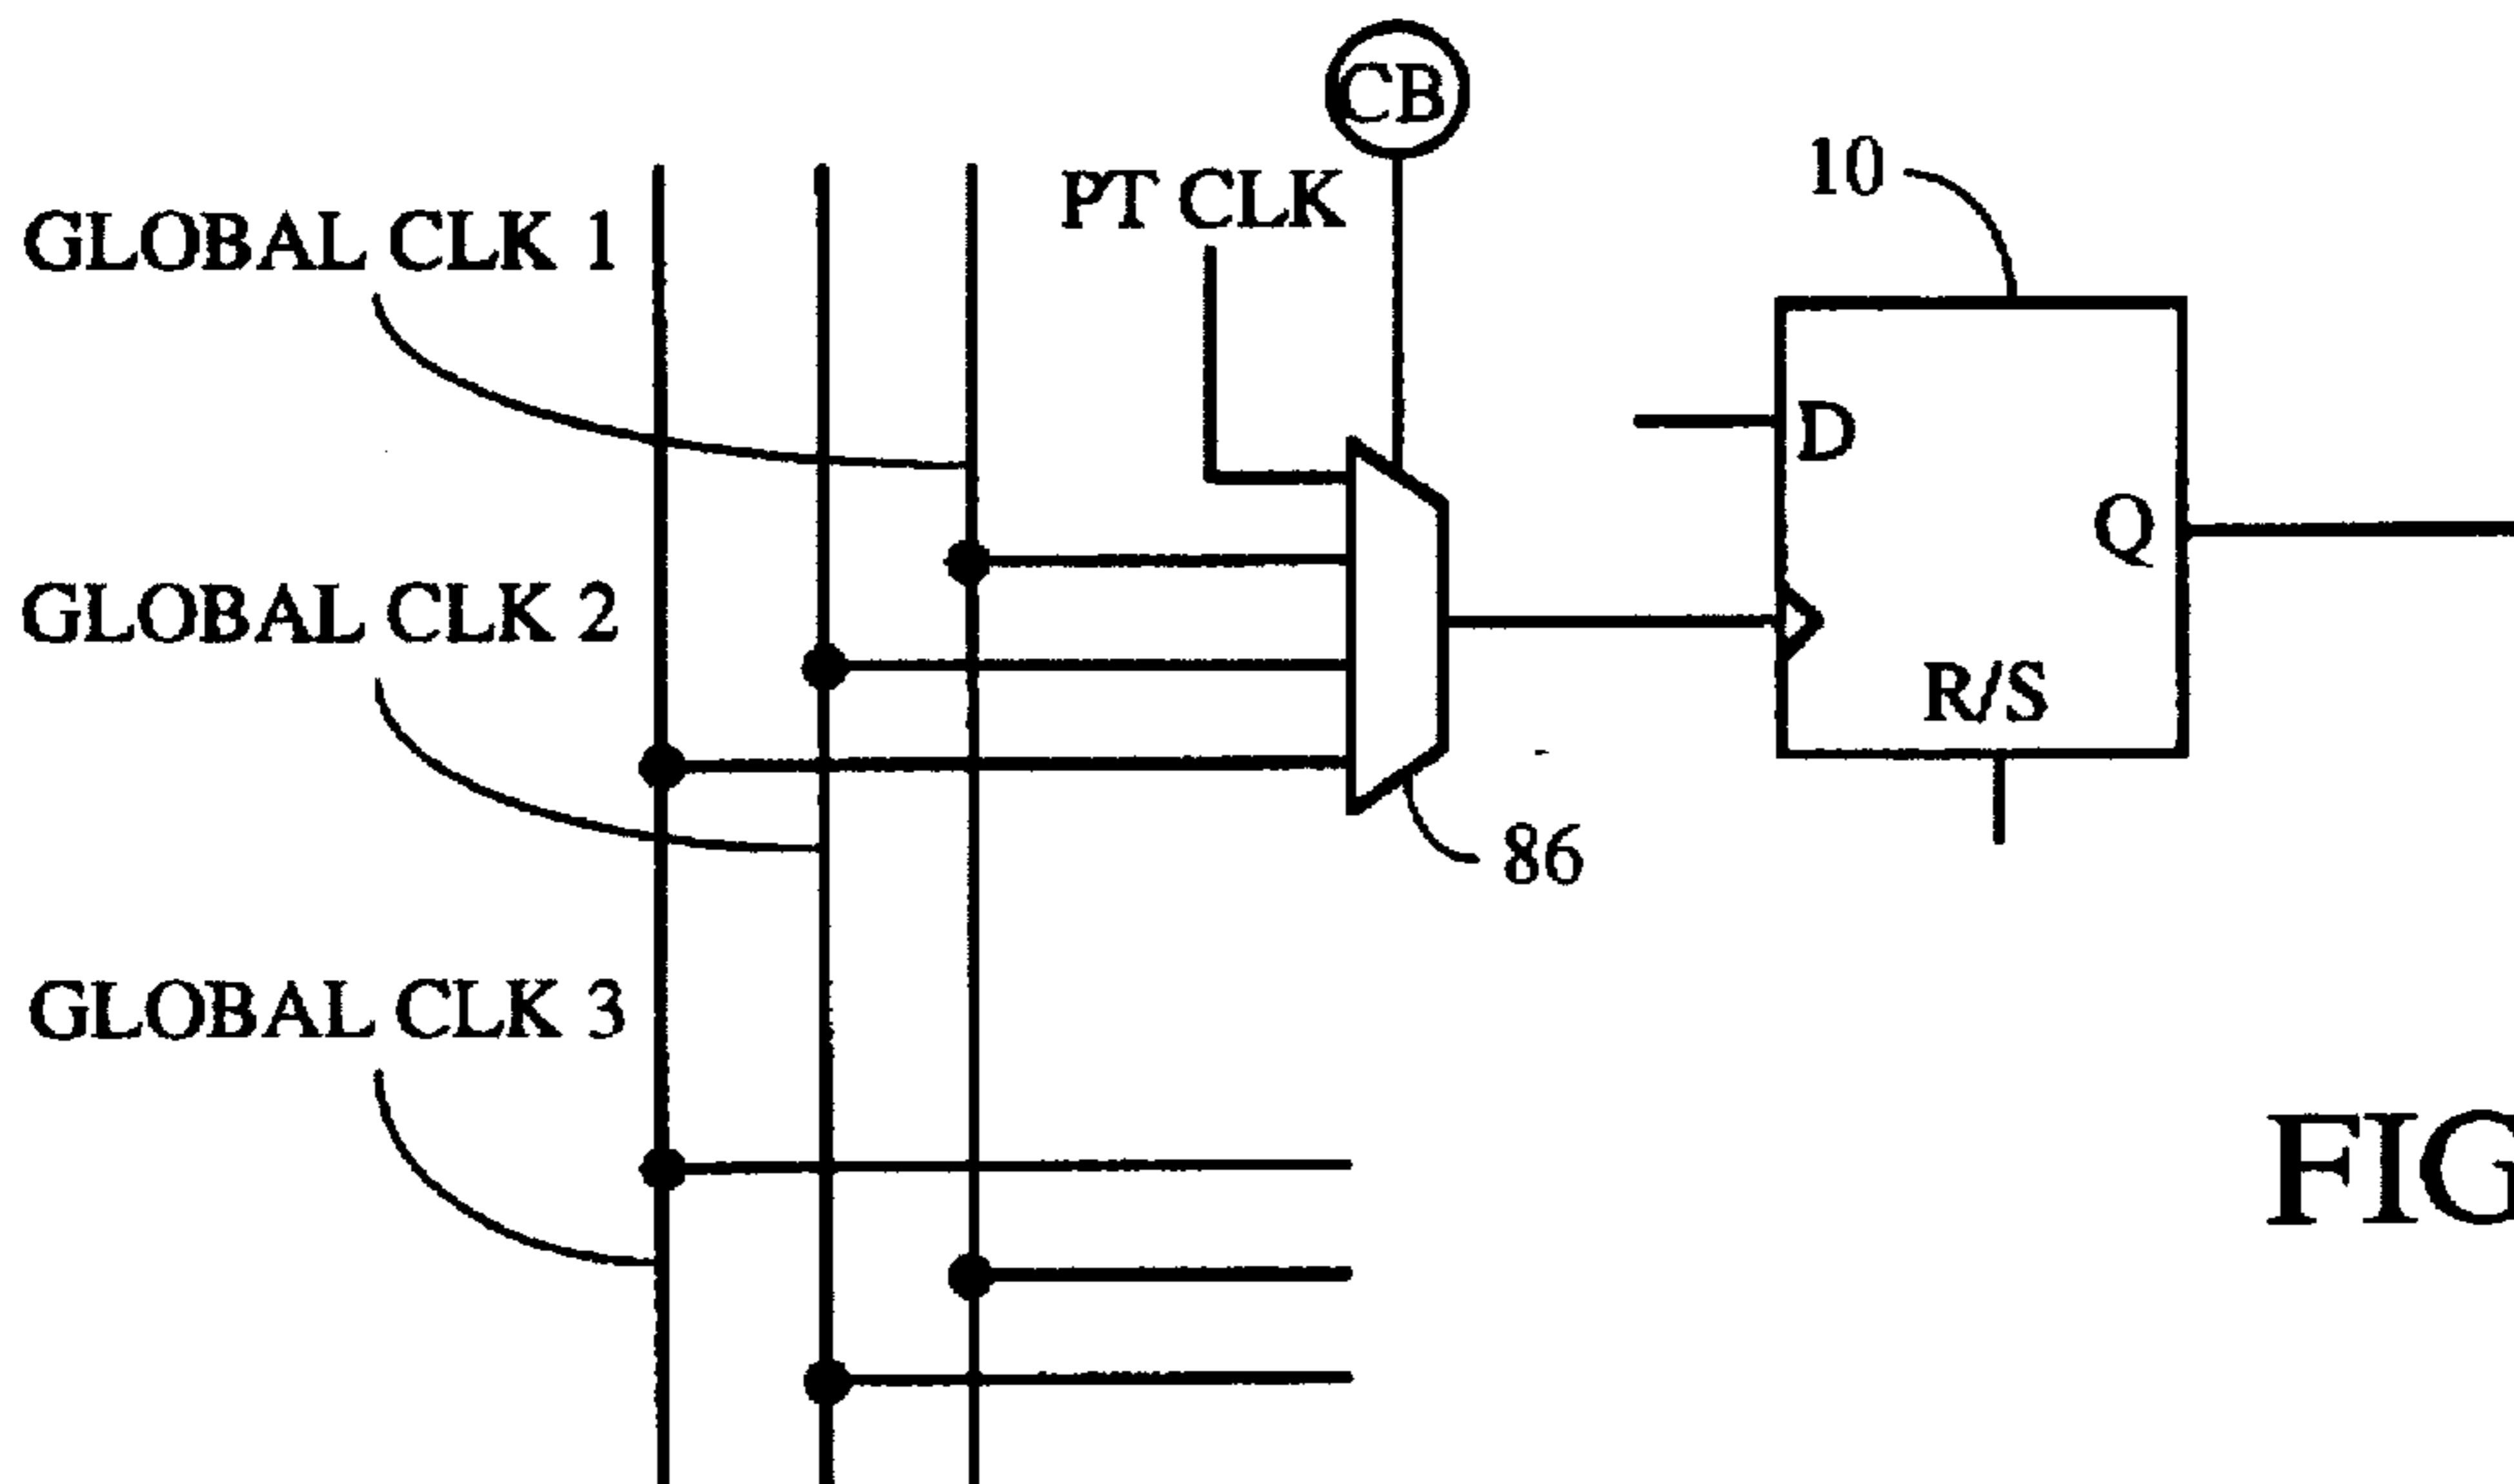 CB
PT CLK
10
GLOBAL CLK 1
D
Q
GLOBAL CLK 2
R/S
86
GLOBAL CLK 3
FIG